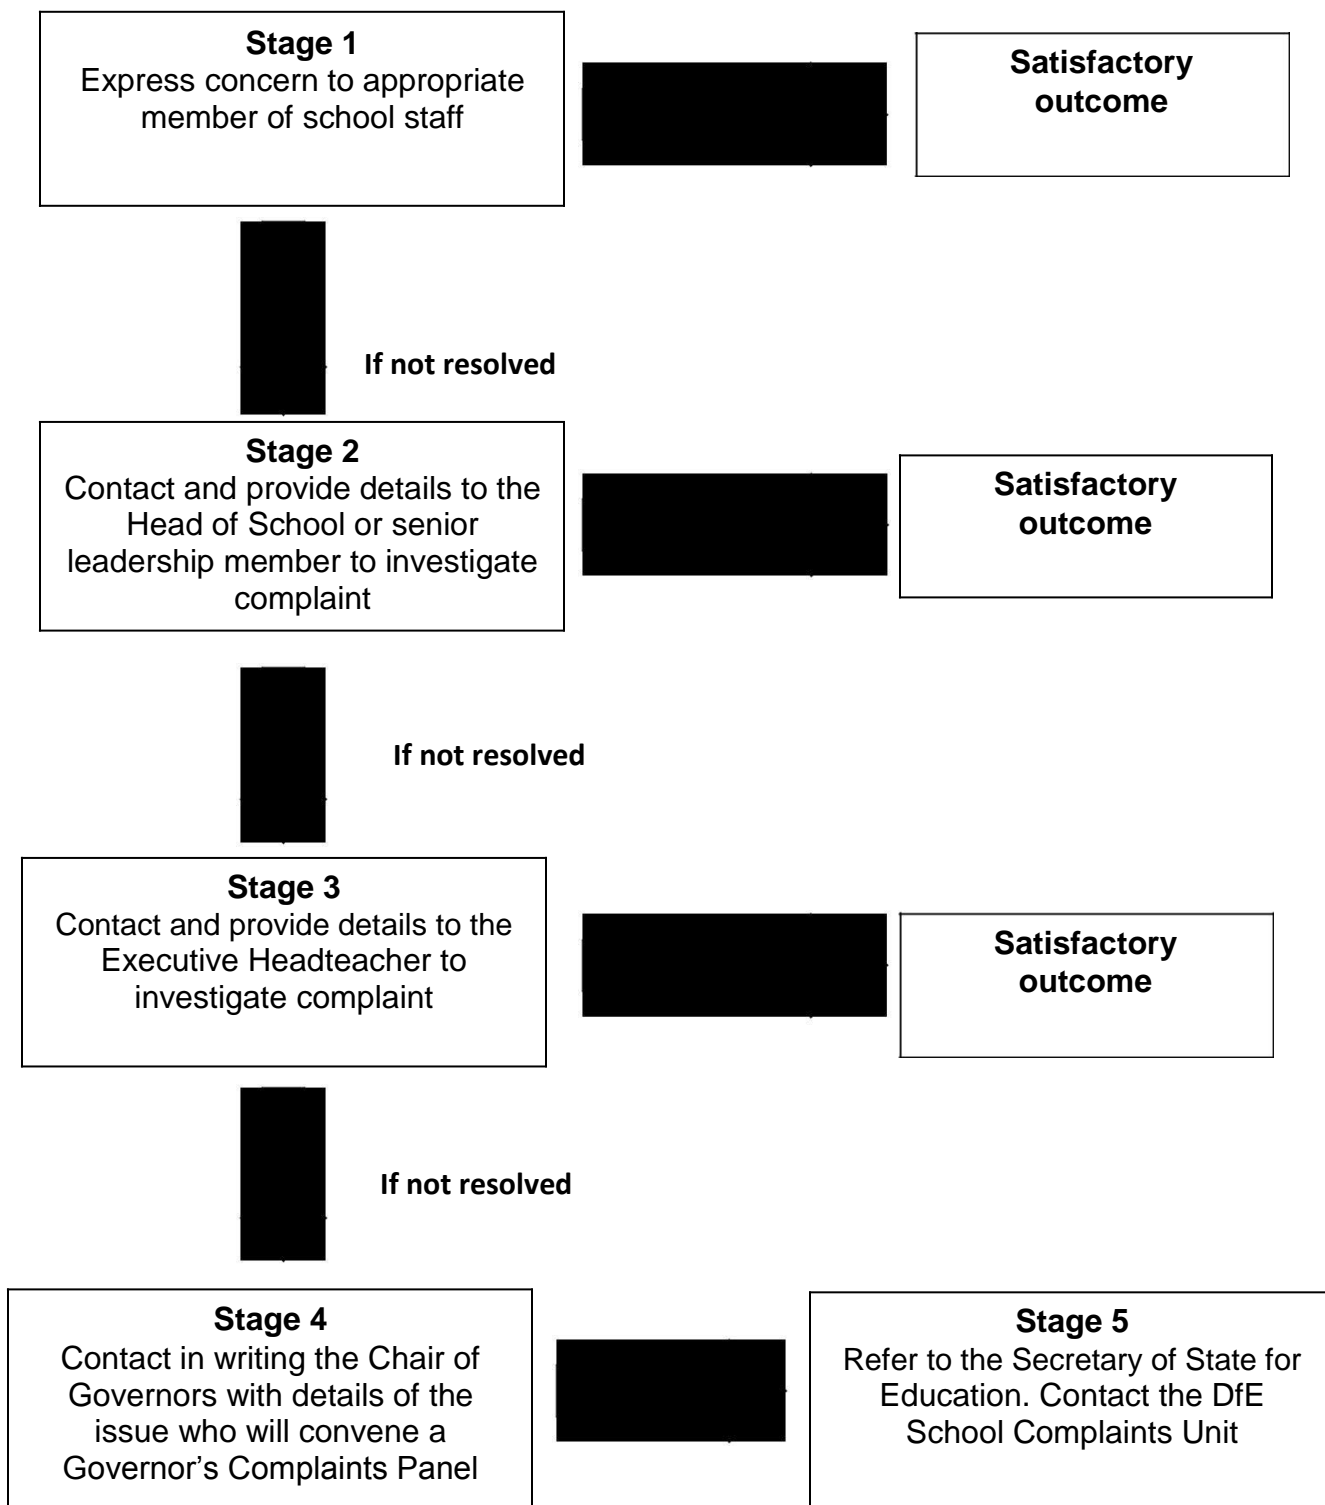 Stage 1
Express concern to appropriate
member of school staff
Satisfactory
outcome
If not resolved
Stage 2
Contact and provide details to the
Head of School or senior
leadership member to investigate
complaint
Satisfactory
outcome
If not resolved
Stage 3
Contact and provide details to the
Executive Headteacher to
investigate complaint
Satisfactory
outcome
If not resolved
Stage 4
Contact in writing the Chair of
Governors with details of the
issue who will convene a
Governor’s Complaints Panel
Stage 5
Refer to the Secretary of State for
Education. Contact the DfE
School Complaints Unit